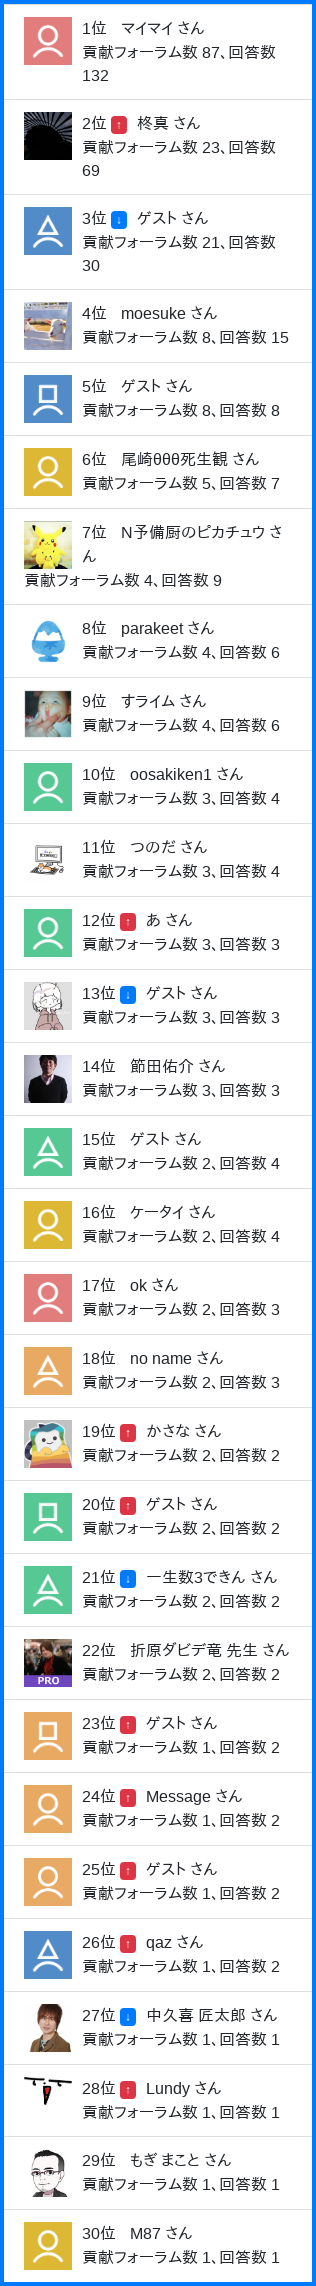 1位 マイマイ さん
貢献フォーラム数 87、回答数
132
2位 ↑ 柊真 さん
貢献フォーラム数 23、回答数
69
3位 ↓ ゲスト さん
貢献フォーラム数 21、回答数
30
4位 moesuke さん
貢献フォーラム数 8、回答数 15
5位 ゲスト さん
貢献フォーラム数 8、回答数 8
6位 尾崎θθθ死生観 さん
貢献フォーラム数 5、回答数 7
7位 N予備厨のピカチュウ さ
ん
貢献フォーラム数 4、回答数 9
8位 parakeet さん
貢献フォーラム数 4、回答数 6
9位 すライム さん
貢献フォーラム数 4、回答数 6
10位 oosakiken1 さん
貢献フォーラム数 3、回答数 4
11位 つのだ さん
貢献フォーラム数 3、回答数 4
12位 ↑ あ さん
貢献フォーラム数 3、回答数 3
13位 ↓ ゲスト さん
貢献フォーラム数 3、回答数 3
14位 節田佑介 さん
貢献フォーラム数 3、回答数 3
15位 ゲスト さん
貢献フォーラム数 2、回答数 4
16位 ケータイ さん
貢献フォーラム数 2、回答数 4
17位 ok さん
貢献フォーラム数 2、回答数 3
18位 no name さん
貢献フォーラム数 2、回答数 3
19位 ↑ かさな さん
貢献フォーラム数 2、回答数 2
20位 ↑ ゲスト さん
貢献フォーラム数 2、回答数 2
21位 ↓ 一生数3できん さん
貢献フォーラム数 2、回答数 2
22位 折原ダビデ竜 先生 さん
貢献フォーラム数 2、回答数 2
PRO
23位 ↑ ゲスト さん
貢献フォーラム数 1、回答数 2
24位 ↑ Message さん
貢献フォーラム数 1、回答数 2
25位 ↑ ゲスト さん
貢献フォーラム数 1、回答数 2
26位 ↑ qaz さん
貢献フォーラム数 1、回答数 2
27位 ↓ 中久喜 匠太郎 さん
貢献フォーラム数 1、回答数 1
28位 ↑ Lundy さん
貢献フォーラム数 1、回答数 1
29位 もぎ まこと さん
貢献フォーラム数 1、回答数 1
30位 M87 さん
貢献フォーラム数 1、回答数 1